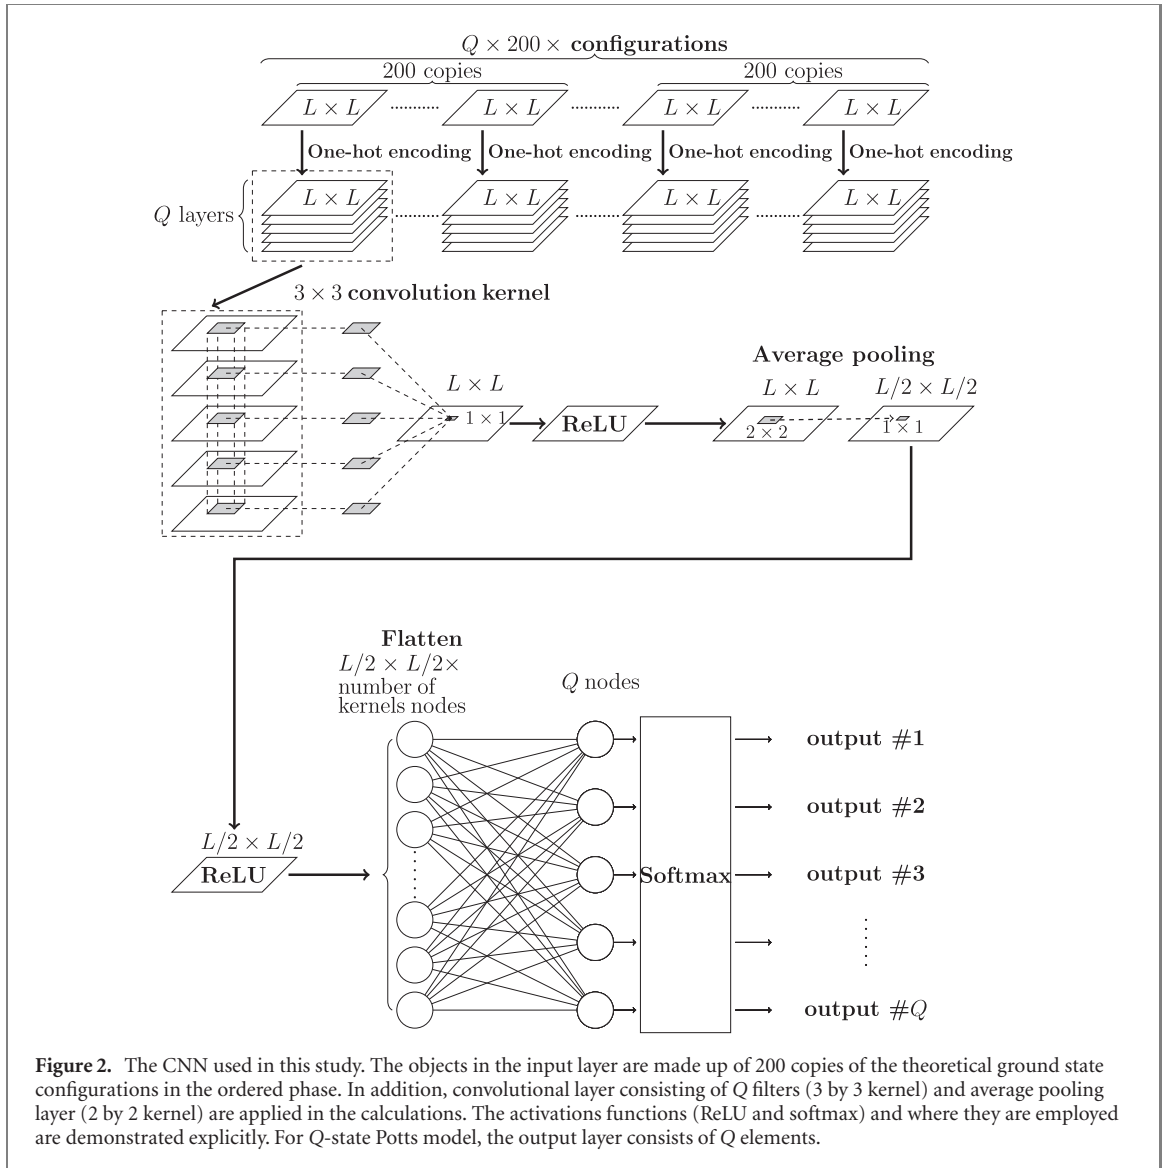 Q × 200 × configurations
200 copies 200 copies
L × L L × L L × L L × L
One-hot encoding One-hot encoding One-hot encoding One-hot encoding
L × L L × L L × L L × L
Q layers
3 × 3 convolution kernel
Average pooling
L × L L × L L/2 × L/2
1 × 1 ReLU 2 × 2 1 × 1
Flatten
L/2 × L/2×
number of
kernels nodes
Q nodes
output #1
output #2
L/2 × L/2
ReLU Softmax output #3
output #Q
Figure 2. The CNN used in this study. The objects in the input layer are made up of 200 copies of the theoretical ground state
configurations in the ordered phase. In addition, convolutional layer consisting of Q filters (3 by 3 kernel) and average pooling
layer (2 by 2 kernel) are applied in the calculations. The activations functions (ReLU and softmax) and where they are employed
are demonstrated explicitly. For Q-state Potts model, the output layer consists of Q elements.